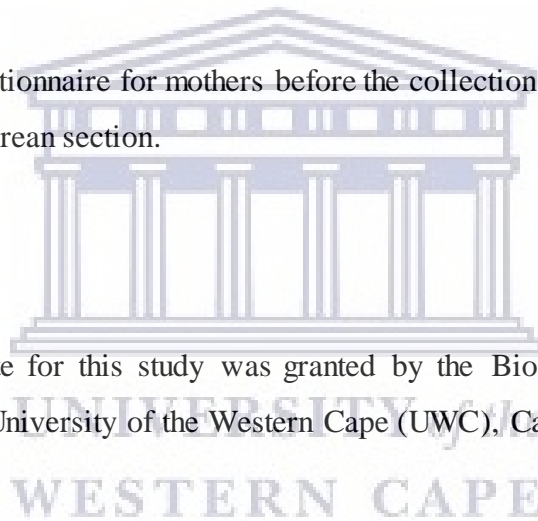 tionnaire for mothers before the collection
rean section.
te for this study was granted by the Bio
University of the Western Cape (UWC), Ca
UNIVERSITY of the
WESTERN CAPE